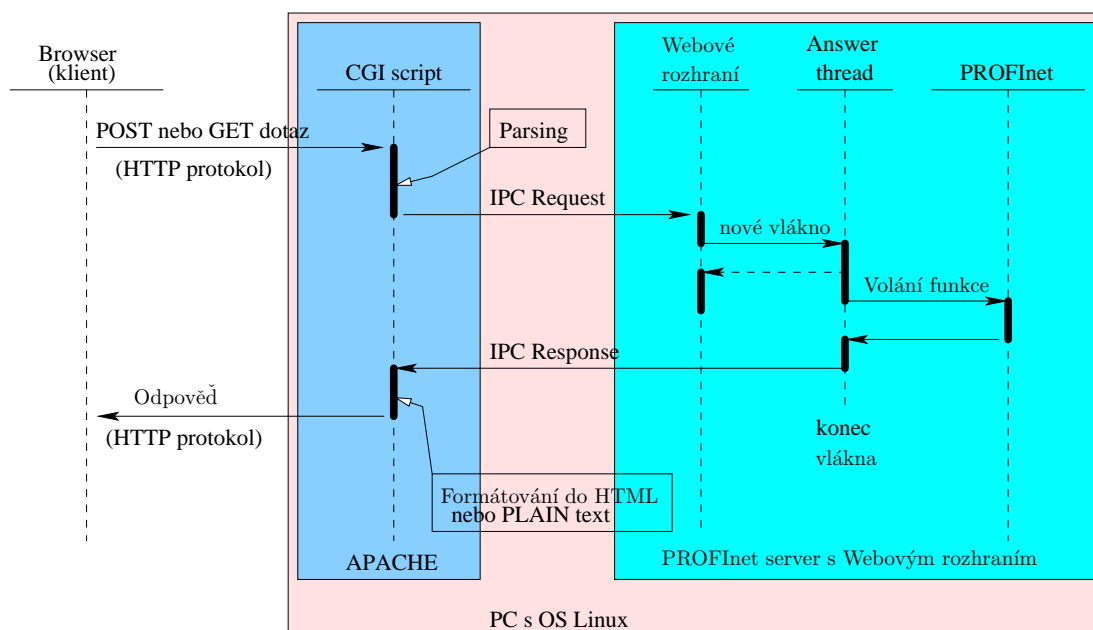 Browser
(klient)
CGI script
Webové
rozhraní
Answer
thread
PROFInet
POST nebo GET dotaz
(HTTP protokol)
Parsing
IPC Request
nové vlákno
Volání funkce
IPC Response
Odpověď
(HTTP protokol)
konec
vlákna
Formátování do HTML
nebo PLAIN text
APACHE
PROFInet server s Webovým rozhraním
PC s OS Linux